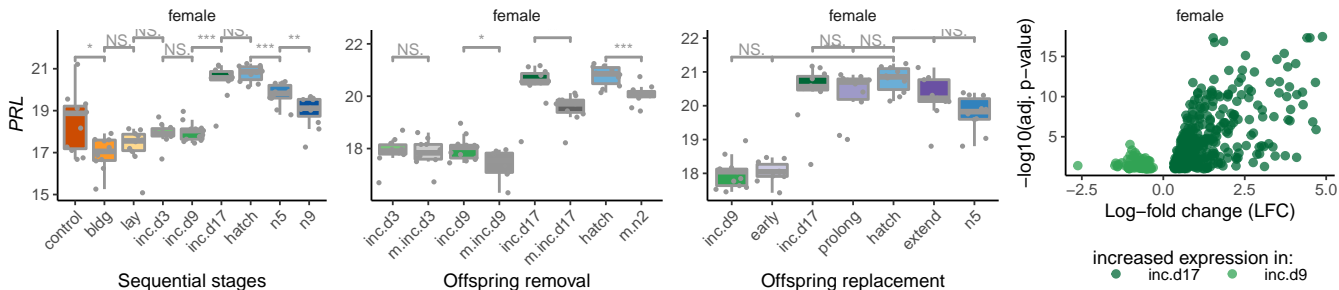 female
female
female
female
* NS. NS. NS. *** NS. *** **
NS. * ***
NS. NS. NS. NS.
PRL
21
19
17
15
control bldg lay inc.d3 inc.d9 inc.d17 hatch n5 n9
Sequential stages
22
20
18
inc.d3 m.inc.d3 inc.d9 m.inc.d9 inc.d17 m.inc.d17 hatch m.n2
Offspring removal
22
21
20
19
18
inc.d9 early inc.d17 prolong hatch extend n5
Offspring replacement
−log10(adj. p−value)
15
10
5
−2.5 0.0 2.5 5.0
Log−fold change (LFC)
increased expression in:
inc.d17 inc.d9